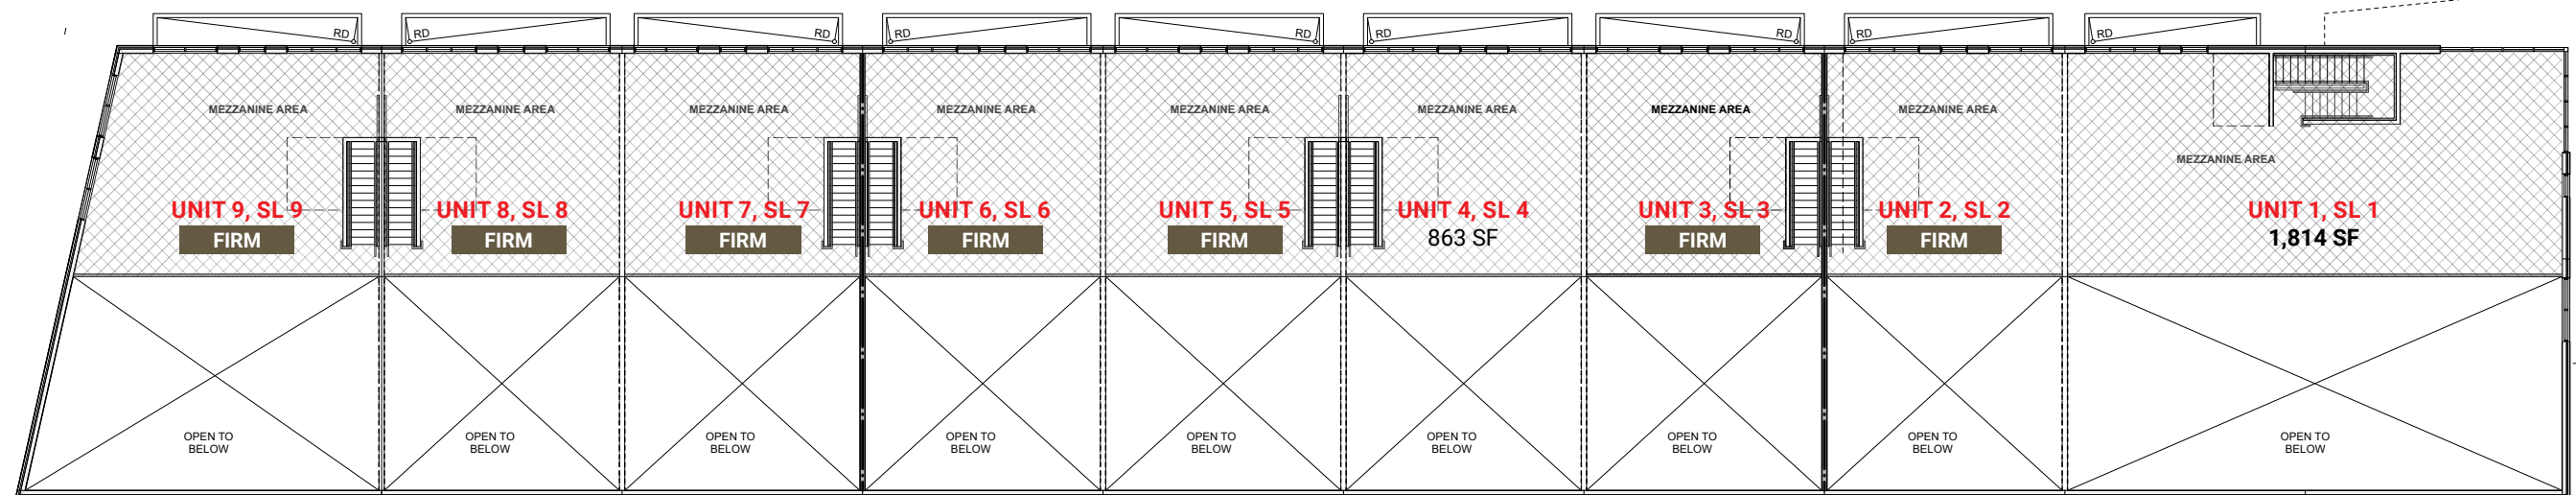 RD
RD
RD
RD
RD
RD
RD
RD
RD
MEZZANINE AREA
MEZZANINE AREA
MEZZANINE AREA
MEZZANINE AREA
MEZZANINE AREA
MEZZANINE AREA
MEZZANINE AREA
MEZZANINE AREA
MEZZANINE AREA
UNIT 9, SL 9
FIRM
UNIT 8, SL 8
FIRM
UNIT 7, SL 7
FIRM
UNIT 6, SL 6
FIRM
UNIT 5, SL 5
FIRM
UNIT 4, SL 4
863 SF
UNIT 3, SL 3
FIRM
UNIT 2, SL 2
FIRM
UNIT 1, SL 1
1,814 SF
OPEN TO
BELOW
OPEN TO
BELOW
OPEN TO
BELOW
OPEN TO
BELOW
OPEN TO
BELOW
OPEN TO
BELOW
OPEN TO
BELOW
OPEN TO
BELOW
OPEN TO
BELOW